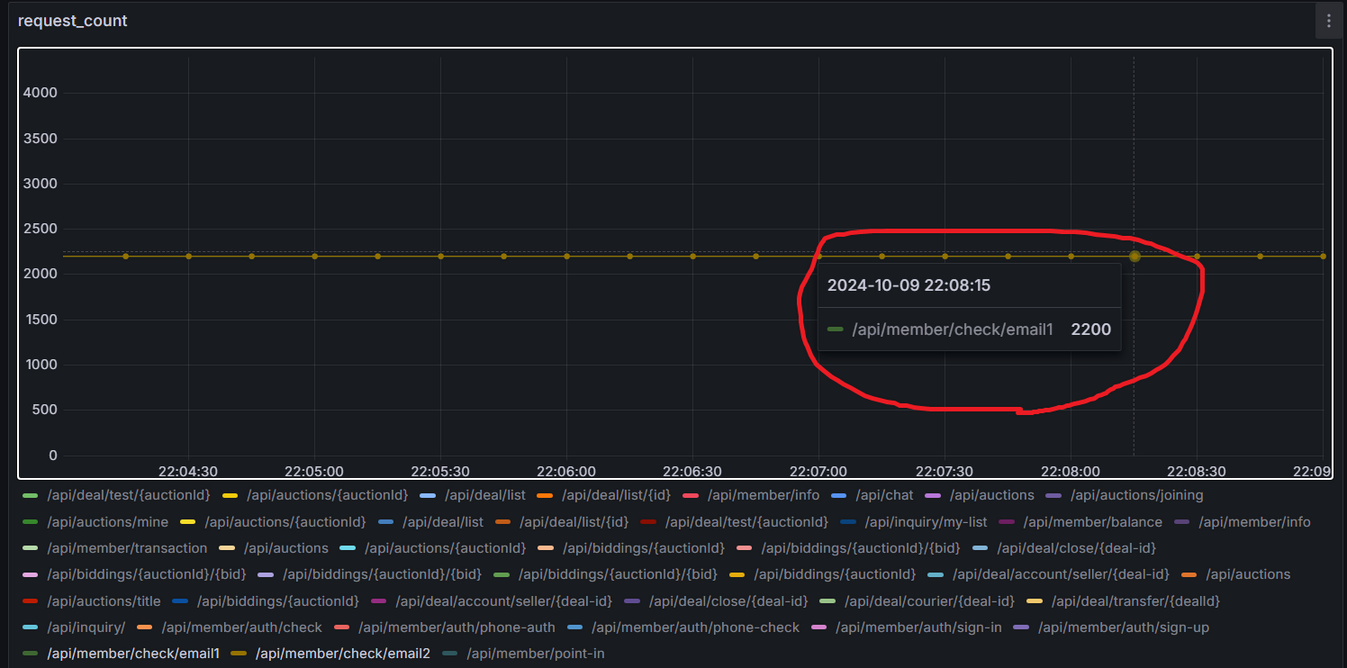 request_count
4000
3500
3000
2500
2000
2024-10-09 22:08:15
1500
/api/member/check/email1 2200
1000
500
0
22:04:30 22:05:00 22:05:30 22:06:00 22:06:30 22:07:00 22:07:30 22:08:00 22:08:30 22:09
/api/deal/test/{auctionId} /api/auctions/{auctionId} /api/deal/list /api/deal/list/{id} /api/member/info /api/chat /api/auctions /api/auctions/joining
/api/auctions/mine /api/auctions/{auctionId} /api/deal/list /api/deal/list/{id} /api/deal/test/{auctionId} /api/inquiry/my-list /api/member/balance /api/member/info
/api/member/transaction /api/auctions /api/auctions/{auctionId} /api/biddings/{auctionId} /api/biddings/{auctionId}/{bid} /api/deal/close/{deal-id}
/api/biddings/{auctionId}/{bid} /api/biddings/{auctionId}/{bid} /api/biddings/{auctionId}/{bid} /api/biddings/{auctionId} /api/deal/account/seller/{deal-id} /api/auctions
/api/auctions/title /api/biddings/{auctionId} /api/deal/account/seller/{deal-id} /api/deal/close/{deal-id} /api/deal/courier/{deal-id} /api/deal/transfer/{dealId}
/api/inquiry/ /api/member/auth/check /api/member/auth/phone-auth /api/member/auth/phone-check /api/member/auth/sign-in /api/member/auth/sign-up
/api/member/check/email1 /api/member/check/email2 /api/member/point-in